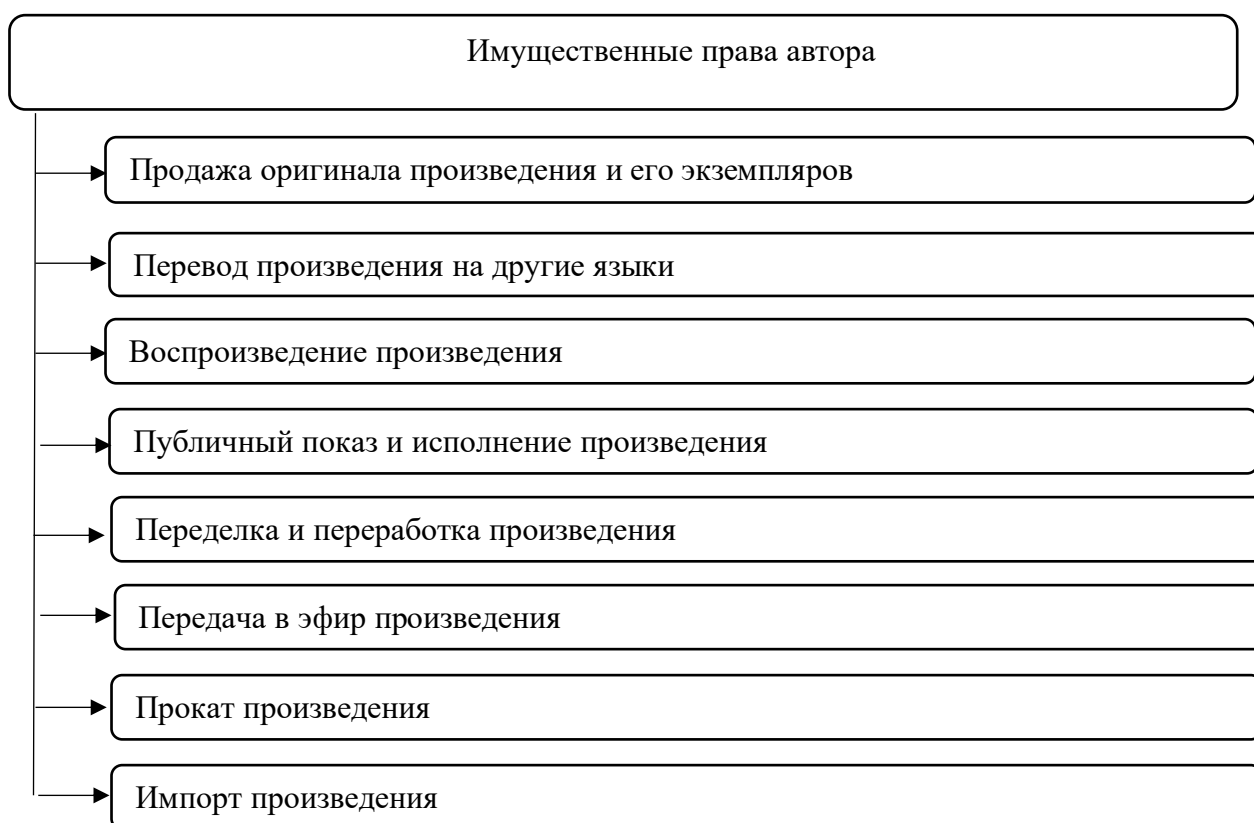 Имущественные права автора
Продажа оригинала произведения и его экземпляров
Перевод произведения на другие языки
Воспроизведение произведения
Публичный показ и исполнение произведения
Переделка и переработка произведения
Передача в эфир произведения
Прокат произведения
Импорт произведения